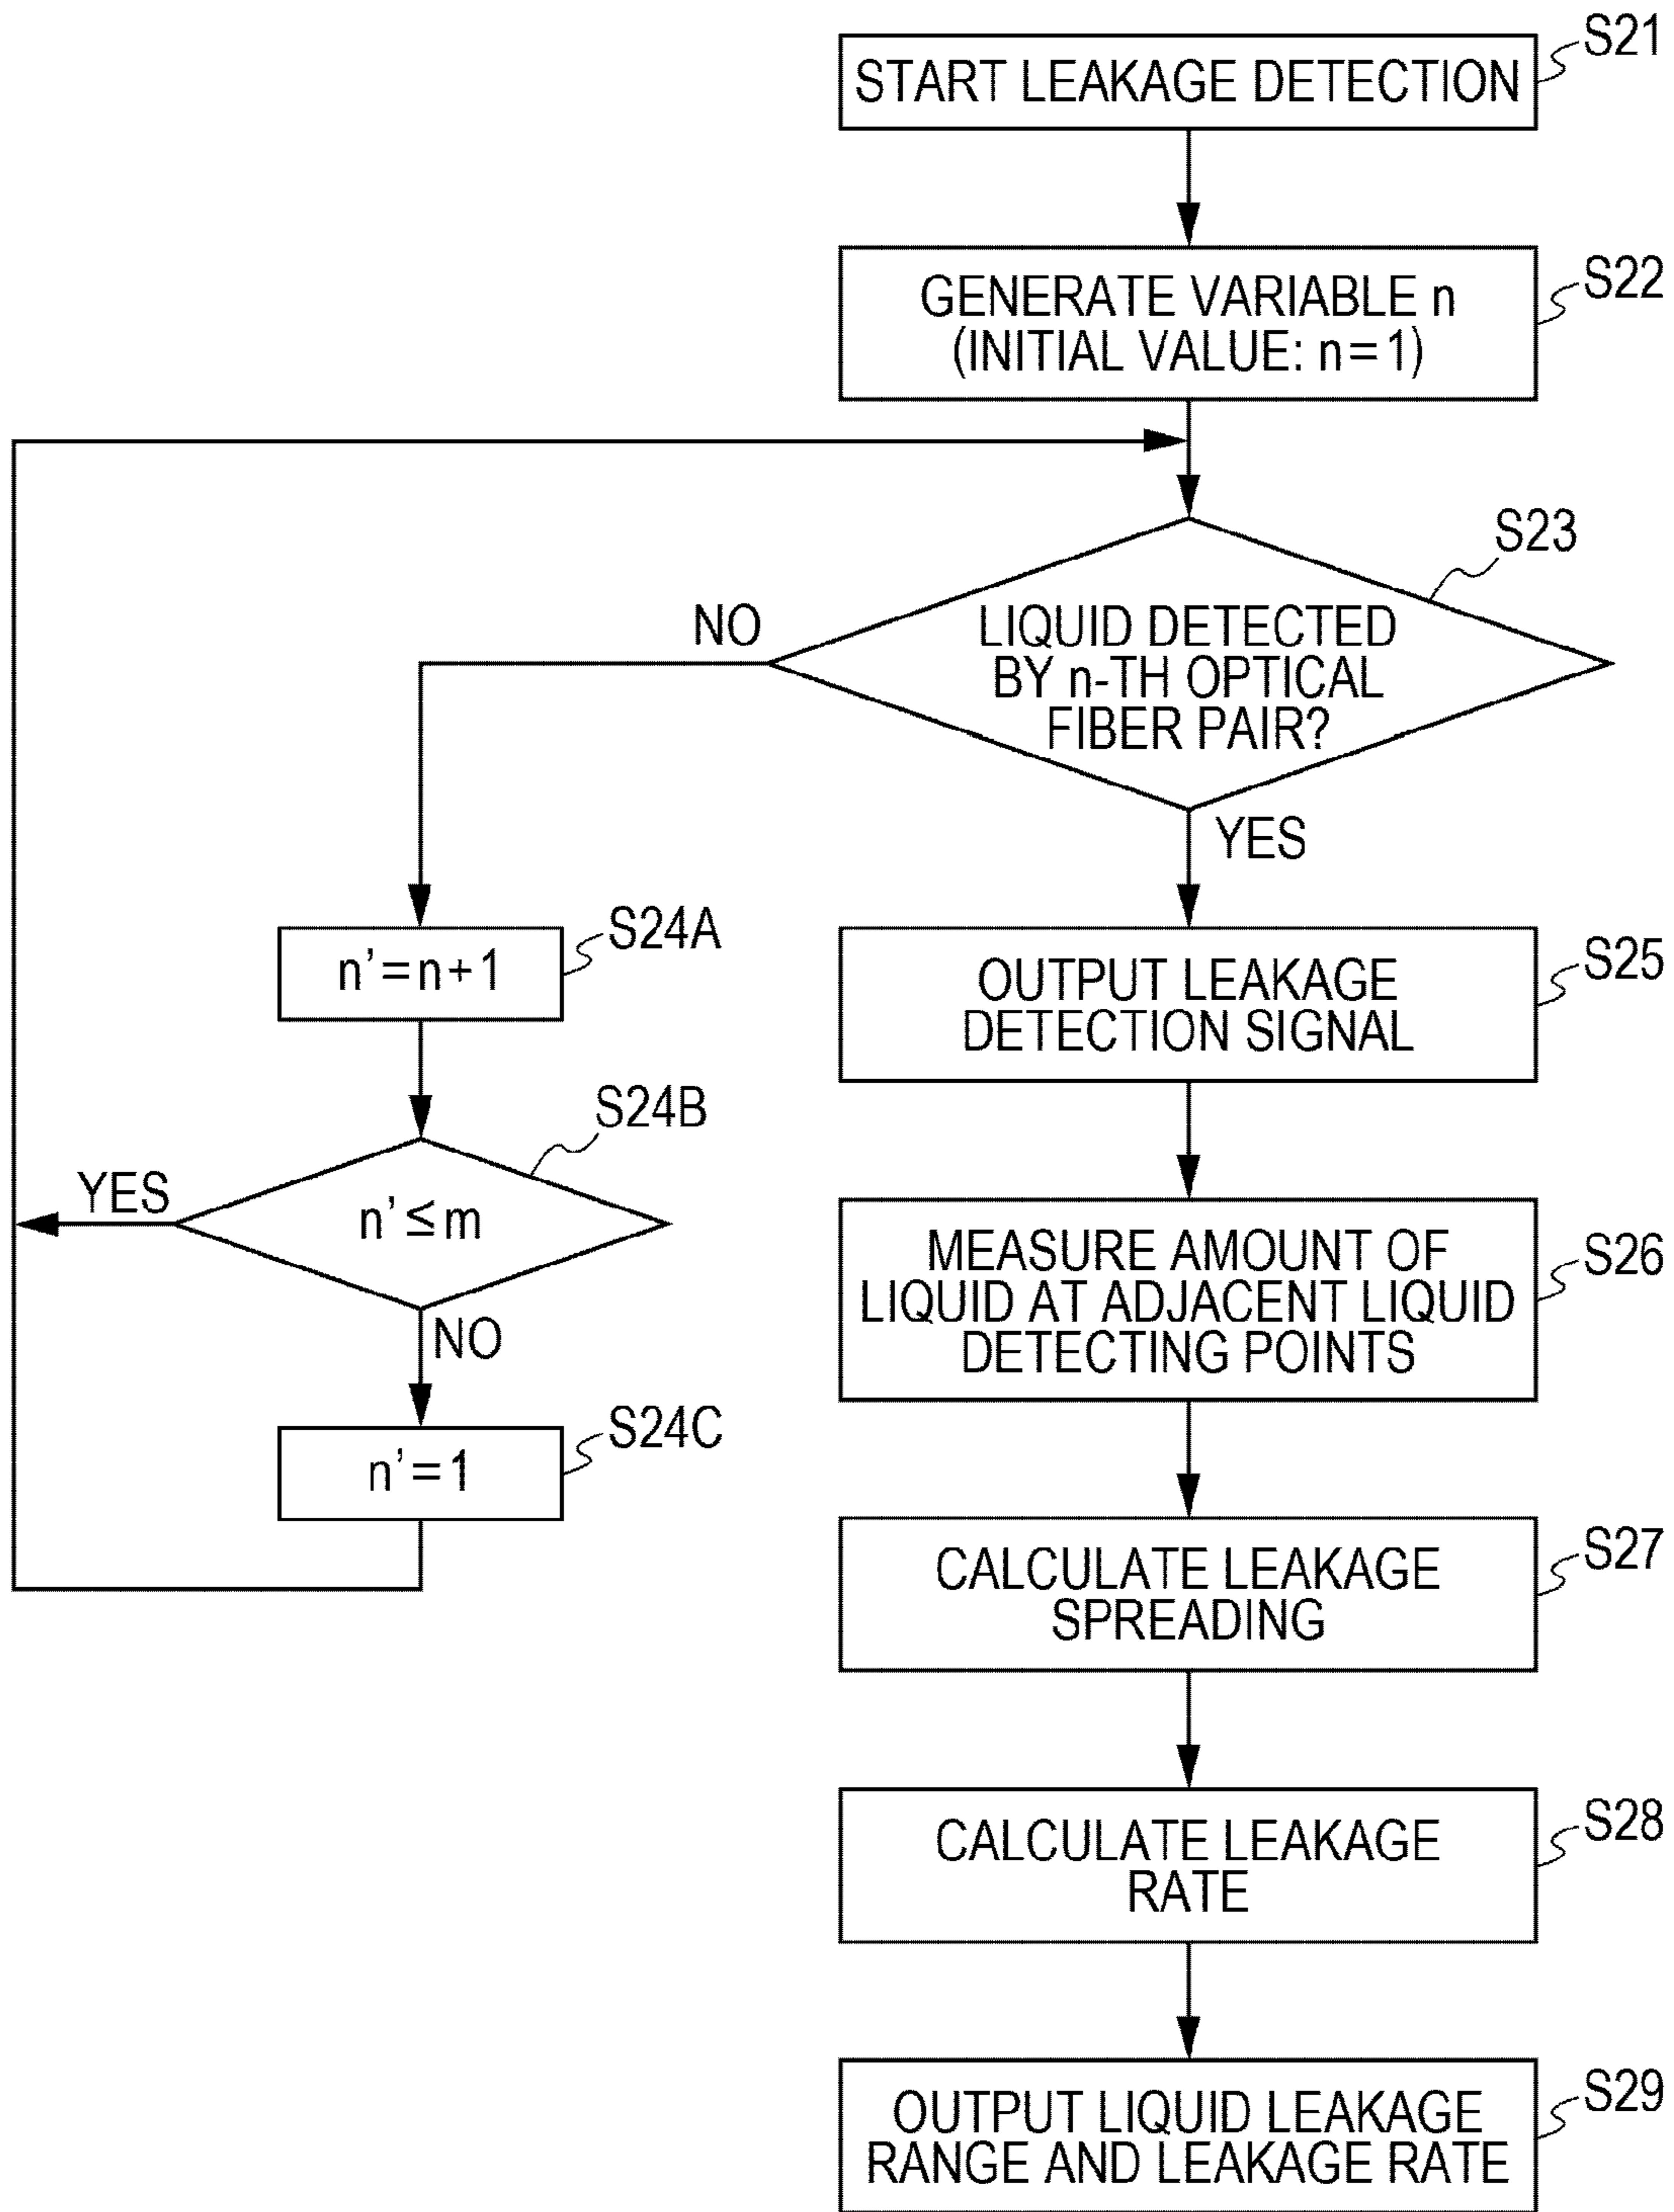 S21
START LEAKAGE DETECTION
S22
GENERATE VARIABLE n
(INITIAL VALUE: n=1)
S23
NO
LIQUID DETECTED
BY n-TH OPTICAL
FIBER PAIR?
YES
S24A
n'=n+1
S24B
YES
n'≤m
NO
S24C
n'=1
S25
OUTPUT LEAKAGE
DETECTION SIGNAL
S26
MEASURE AMOUNT OF
LIQUID AT ADJACENT LIQUID
DETECTING POINTS
S27
CALCULATE LEAKAGE
SPREADING
S28
CALCULATE LEAKAGE
RATE
S29
OUTPUT LIQUID LEAKAGE
RANGE AND LEAKAGE RATE